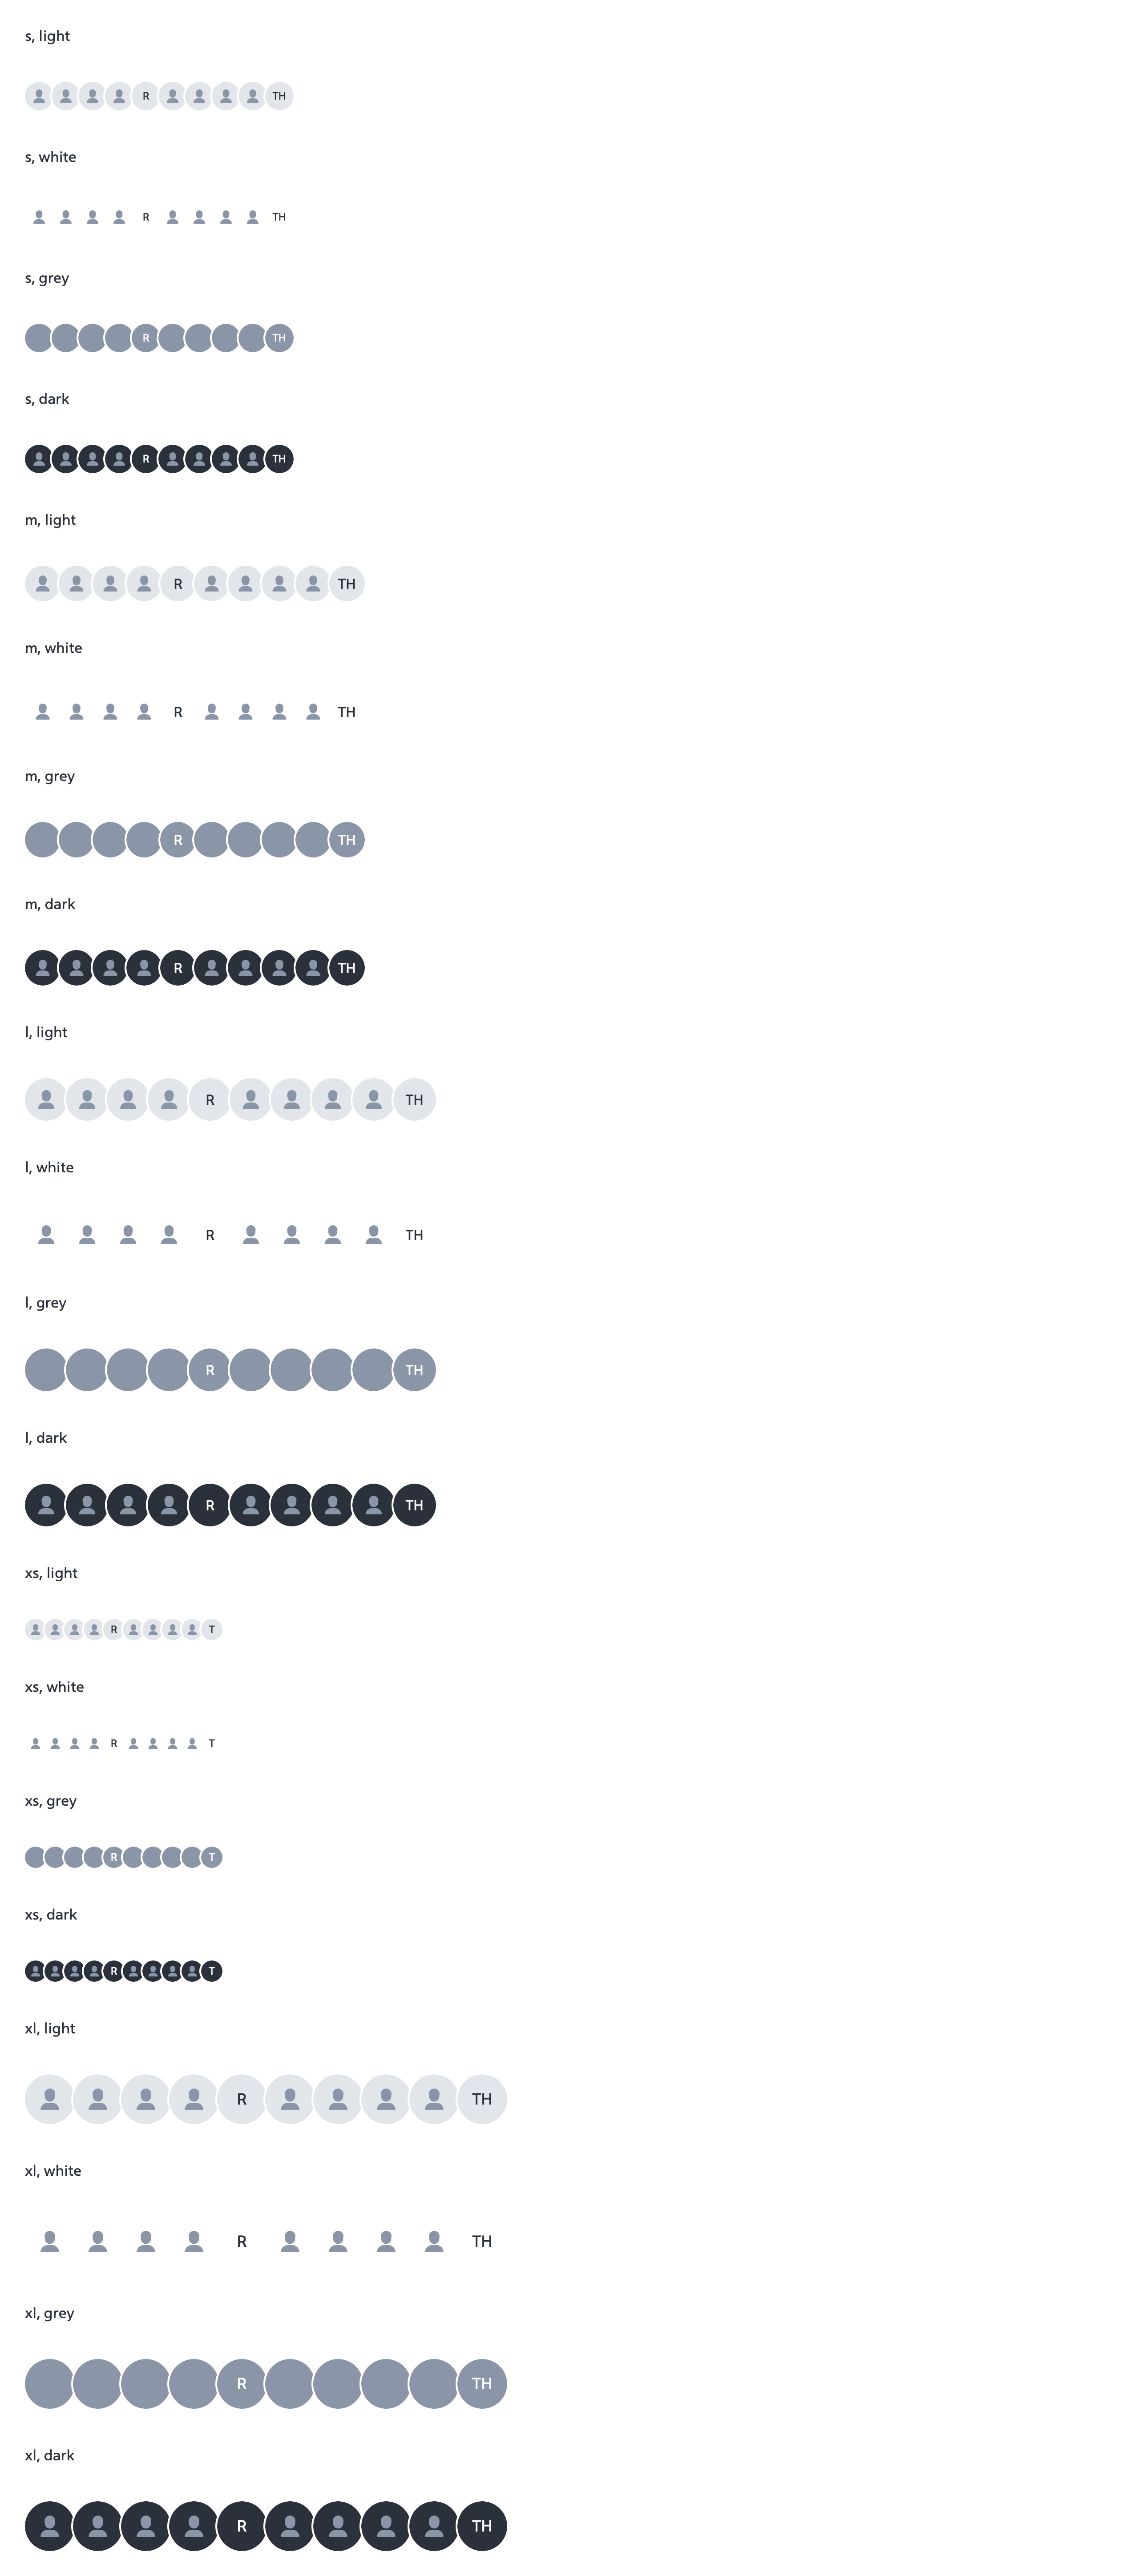 s, light
R TH
s, white
R TH
s, grey
R TH
s, dark
R TH
m, light
R TH
m, white
R TH
m, grey
R TH
m, dark
R TH
l, light
R TH
l, white
R TH
l, grey
R TH
l, dark
R TH
xs, light
R T
xs, white
R T
xs, grey
R T
xs, dark
R T
xl, light
R TH
xl, white
R TH
xl, grey
R TH
xl, dark
R TH